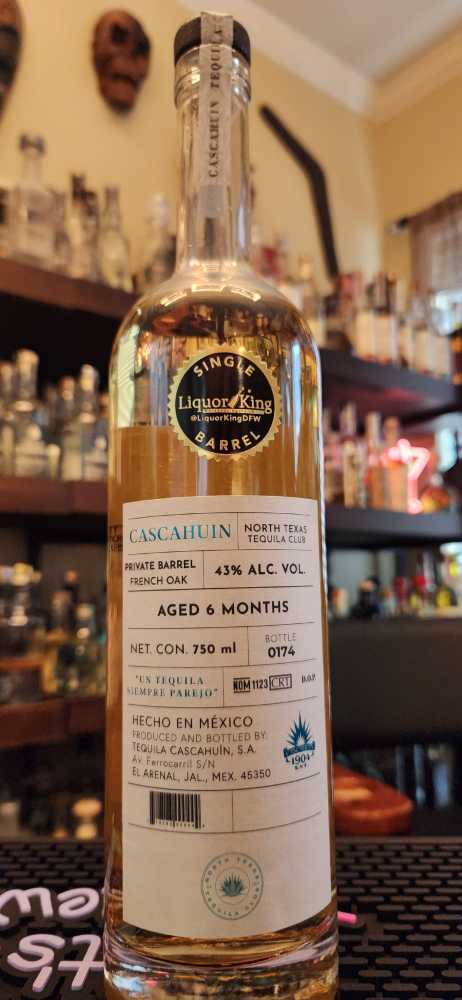 CASCAHUIN TEQUILA
SINGLE
Liquor King
@LiquorKingDFW
BARREL
CASCAHUIN
NORTH TEXAS
TEQUILA CLUB
PRIVATE BARREL
FRENCH OAK
43% ALC. VOL.
AGED 6 MONTHS
NET. CON. 750 ml
BOTTLE
0174
"UN TEQUILA
SIEMPRE PAREJO"
NOM 1123 CRT D.O.P.
HECHO EN MÉXICO
PRODUCED AND BOTTLED BY:
TEQUILA CASCAHUÍN, S.A.
Av. Ferrocarril S/N
EL ARENAL, JAL., MEX. 45350
1904
NORTH TEXAS
TEQUILA CLUB